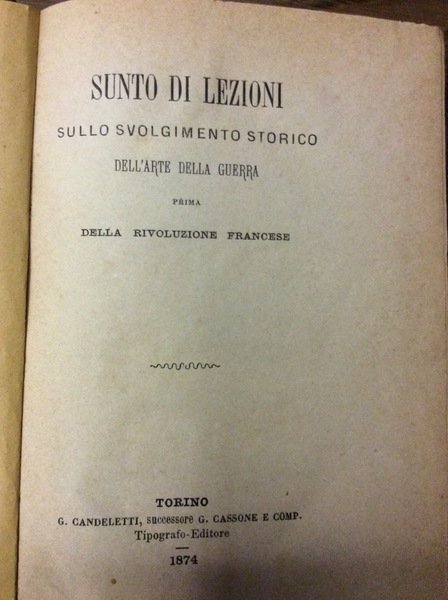 SUNTO DI LEZIONI
SULLO SVOLGIMENTO STORICO
DELL'ARTE DELLA GUERRA
PRIMA
DELLA RIVOLUZIONE FRANCESE
TORINO
G. CANDELETTI, successore G. CASSONE E COMP.
Tipografo-Editore
1874